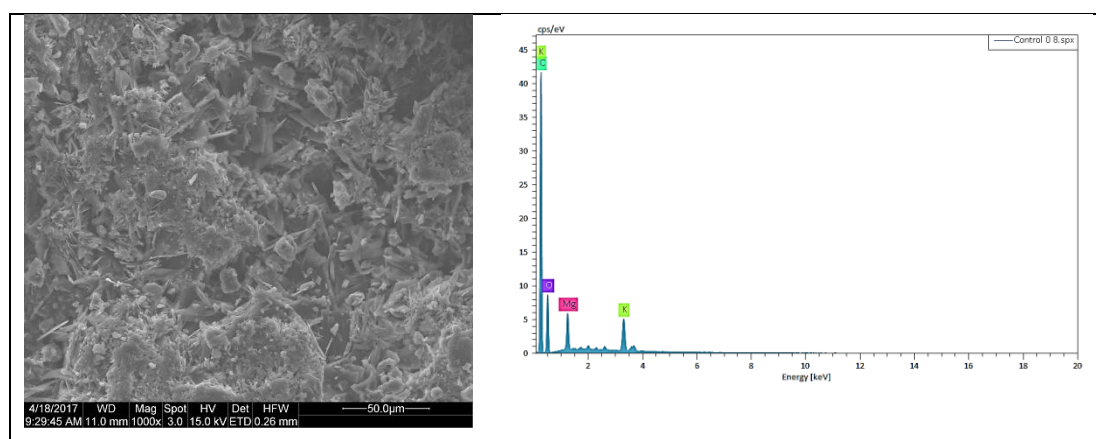 4/18/2017 WD Mag Spot HV Det HFW 50.0µm
9:29:45 AM 11.0 mm 1000x 3.0 15.0 kV ETD 0.26 mm
cps/eV
Control 0 8.spx
45
40
35
30
25
20
15
10
5
0
K
C
O
Mg
K
2 4 6 8 10 12 14 16 18 20
Energy [keV]